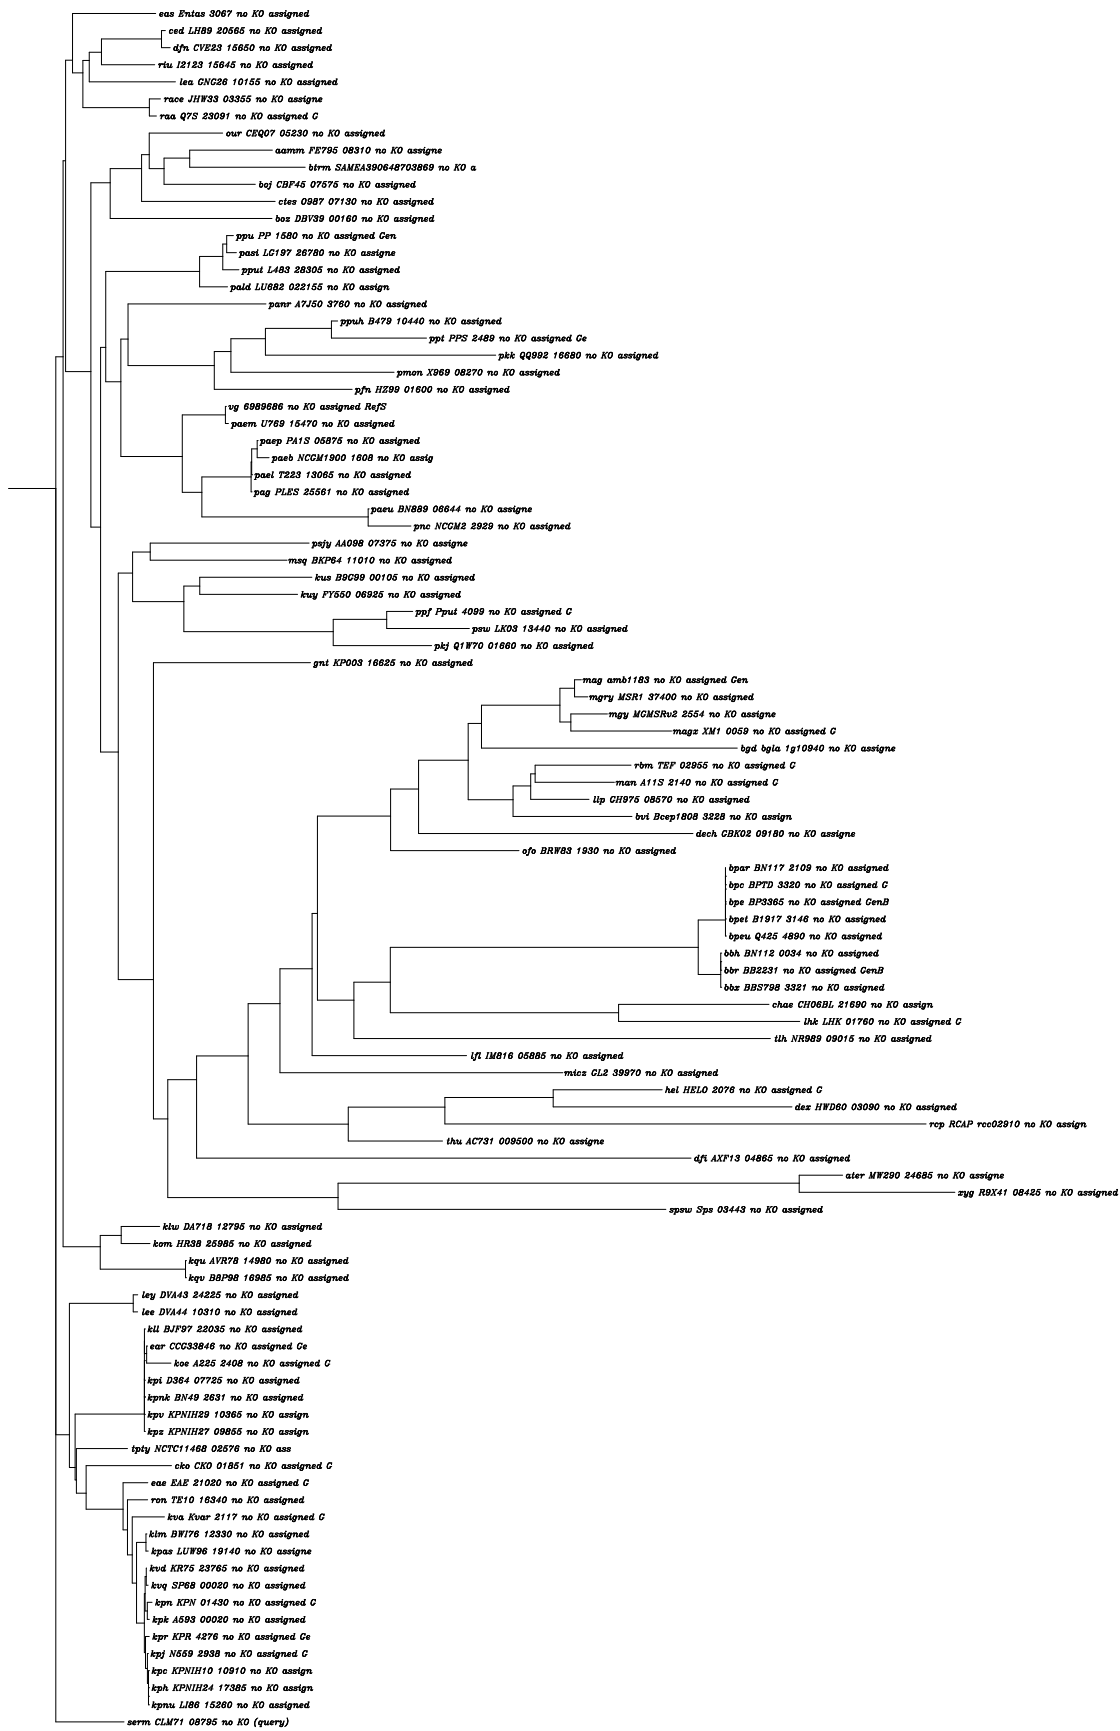 eas Entas 3067 no KO assigned
ced LH89 20565 no KO assigned
dfn CVE23 15650 no KO assigned
riu I2123 15645 no KO assigned
lea GNG26 10155 no KO assigned
race JHW33 03355 no KO assigne
raa Q7S 23091 no KO assigned G
our CEQ07 05230 no KO assigned
aamm FE795 08310 no KO assigne
btrm SAMEA390648703869 no KO a
boj CBF45 07575 no KO assigned
ctes 0987 07130 no KO assigned
boz DBV39 00160 no KO assigned
ppu PP 1580 no KO assigned Gen
pasi LG197 26780 no KO assigne
pput L483 28305 no KO assigned
pald LU682 022155 no KO assign
panr A7J50 3760 no KO assigned
ppuh B479 10440 no KO assigned
ppt PPS 2489 no KO assigned Ge
pkk QQ992 16680 no KO assigned
pmon X969 08270 no KO assigned
pfn HZ99 01600 no KO assigned
vg 6989686 no KO assigned RefS
paem U769 15470 no KO assigned
paep PA1S 05875 no KO assigned
paeb NCGM1900 1608 no KO assig
pael T223 13065 no KO assigned
pag PLES 25561 no KO assigned
paeu BN889 06644 no KO assigne
pnc NCGM2 2929 no KO assigned
psjy AA098 07375 no KO assigne
msq BKP64 11010 no KO assigned
kus B9G99 00105 no KO assigned
kuy FY550 06925 no KO assigned
ppf Pput 4099 no KO assigned G
psw LK03 13440 no KO assigned
pkj Q1W70 01660 no KO assigned
gnt KP003 16625 no KO assigned
mag amb1183 no KO assigned Gen
mgry MSR1 37400 no KO assigned
mgy MGMSRv2 2554 no KO assigne
magx XM1 0059 no KO assigned G
bgd bgla 1g10940 no KO assigne
rbm TEF 02955 no KO assigned G
man A11S 2140 no KO assigned G
llp GH975 08570 no KO assigned
bvi Bcep1808 3228 no KO assign
dech GBK02 09180 no KO assigne
ofo BRW83 1930 no KO assigned
bpar BN117 2109 no KO assigned
bpc BPTD 3320 no KO assigned G
bpe BP3365 no KO assigned GenB
bpet B1917 3146 no KO assigned
bpeu Q425 4890 no KO assigned
bbh BN112 0034 no KO assigned
bbr BB2231 no KO assigned GenB
bbx BBS798 3321 no KO assigned
chae CH06BL 21690 no KO assign
lhk LHK 01760 no KO assigned G
tlh NR989 09015 no KO assigned
ifl IM816 05885 no KO assigned
micz GL2 39970 no KO assigned
hel HELO 2076 no KO assigned G
dex HWD60 03090 no KO assigned
rcp RCAP rcc02910 no KO assign
thu AC731 009500 no KO assigne
dfi AXF13 04865 no KO assigned
ater MW290 24685 no KO assigne
xyg R9X41 08425 no KO assigned
spsw Sps 03443 no KO assigned
klw DA718 12795 no KO assigned
kom HR38 25985 no KO assigned
kqu AVR78 14980 no KO assigned
kqv B8P98 16985 no KO assigned
ley DVA43 24225 no KO assigned
lee DVA44 10310 no KO assigned
kll BJF97 22035 no KO assigned
ear CCG33846 no KO assigned Ge
koe A225 2408 no KO assigned G
kpi D364 07725 no KO assigned
kpnk BN49 2631 no KO assigned
kpv KPNIH29 10365 no KO assign
kpz KPNIH27 09855 no KO assign
tpty NCTC11468 02576 no KO ass
cko CKO 01851 no KO assigned G
eae EAE 21020 no KO assigned G
ron TE10 16340 no KO assigned
kva Kvar 2117 no KO assigned G
klm BWI76 12330 no KO assigned
kpas LUW96 19140 no KO assigne
kvd KR75 23765 no KO assigned
kvq SP68 00020 no KO assigned
kpn KPN 01430 no KO assigned G
kpk A593 00020 no KO assigned
kpr KPR 4276 no KO assigned Ge
kpj N559 2938 no KO assigned G
kpc KPNIH10 10910 no KO assign
kph KPNIH24 17385 no KO assign
kpnu LI86 15260 no KO assigned
serm CLM71 08795 no KO (query)